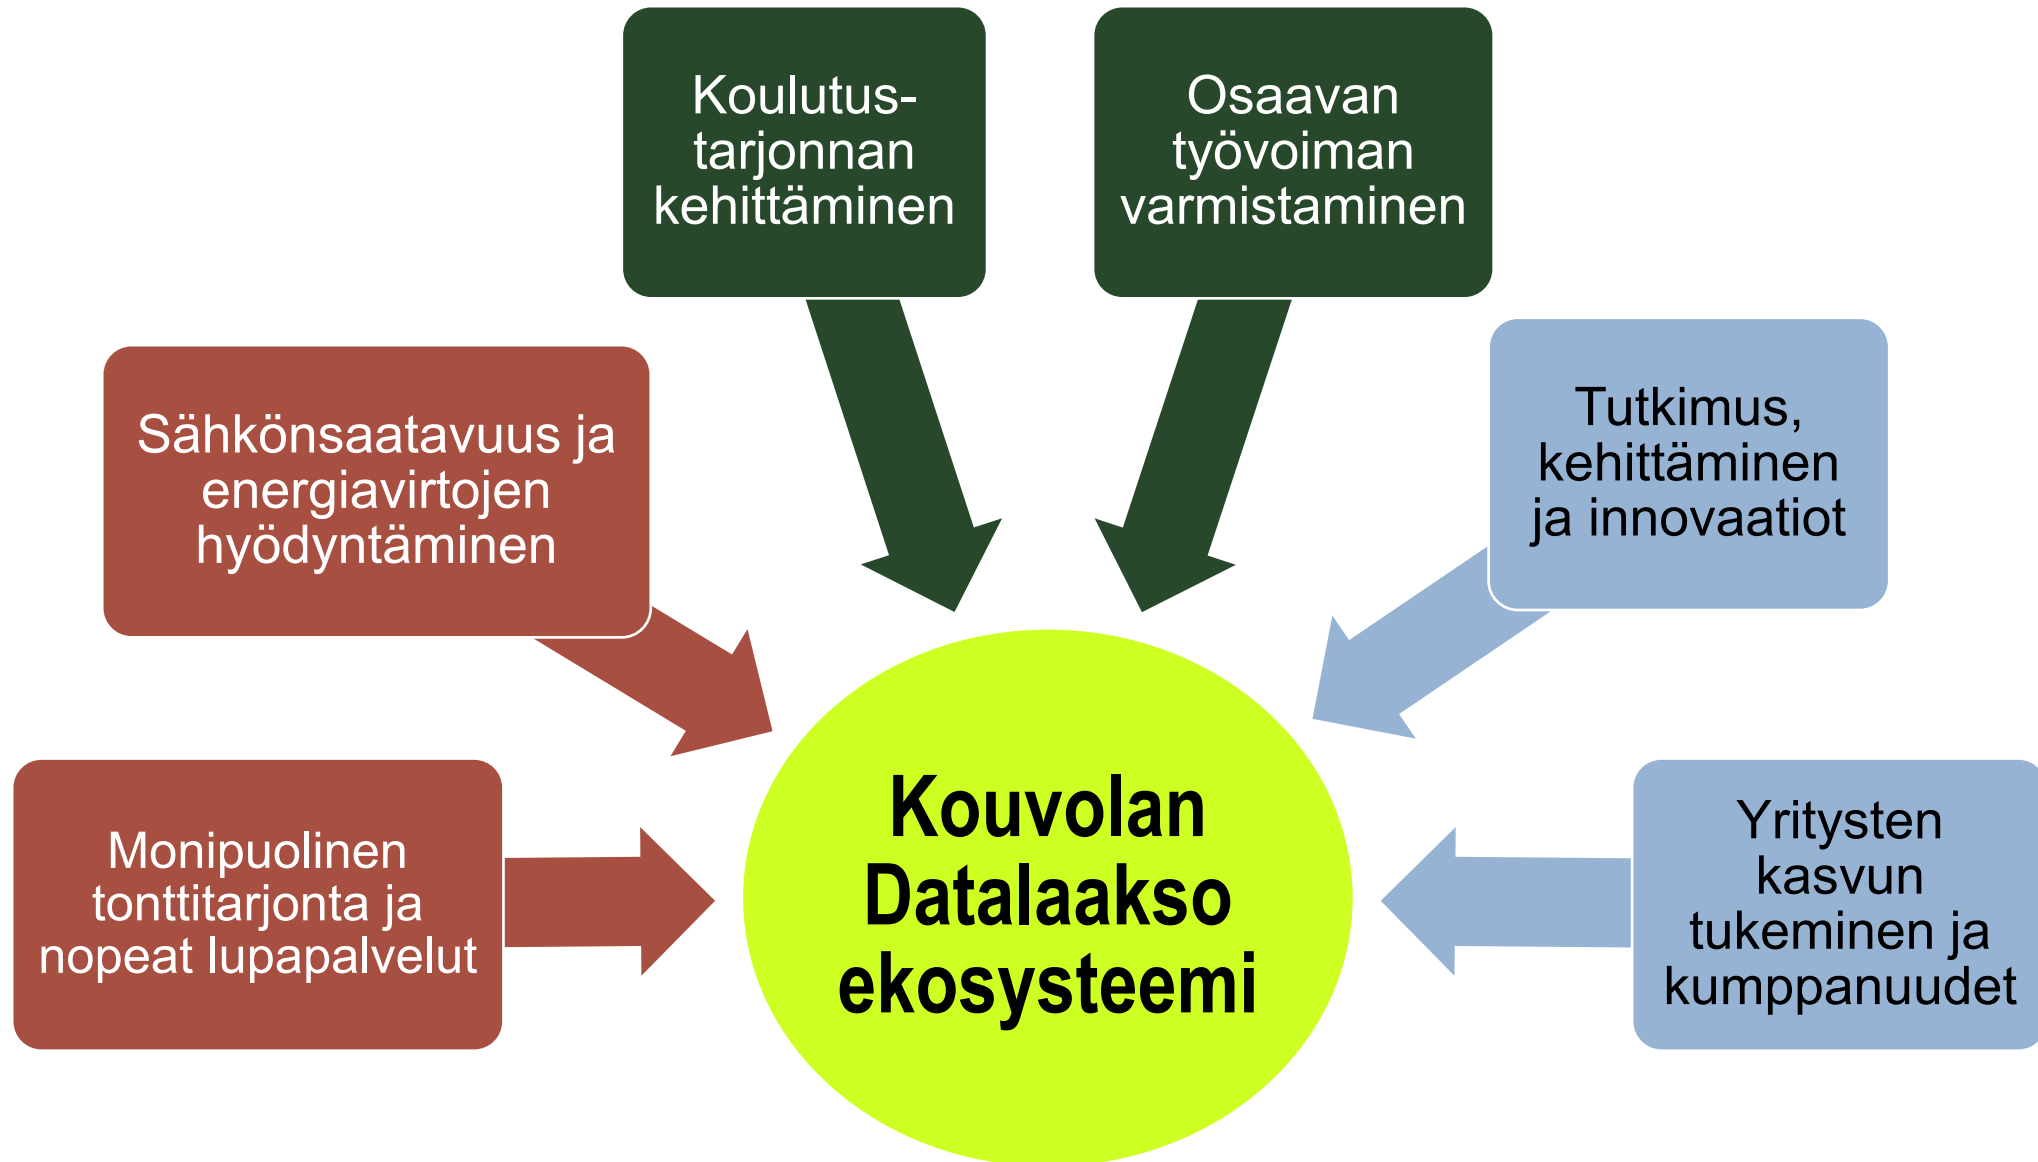 Koulutus-
tarjonnan
kehittäminen
Osaavan
työvoiman
varmistaminen
Sähkönsaatavuus ja
energiavirtojen
hyödyntäminen
Tutkimus,
kehittäminen
ja innovaatiot
Monipuolinen
tonttitarjonta ja
nopeat lupapalvelut
Kouvolan
Datalaakso
ekosysteemi
Yritysten
kasvun
tukeminen ja
kumppanuudet